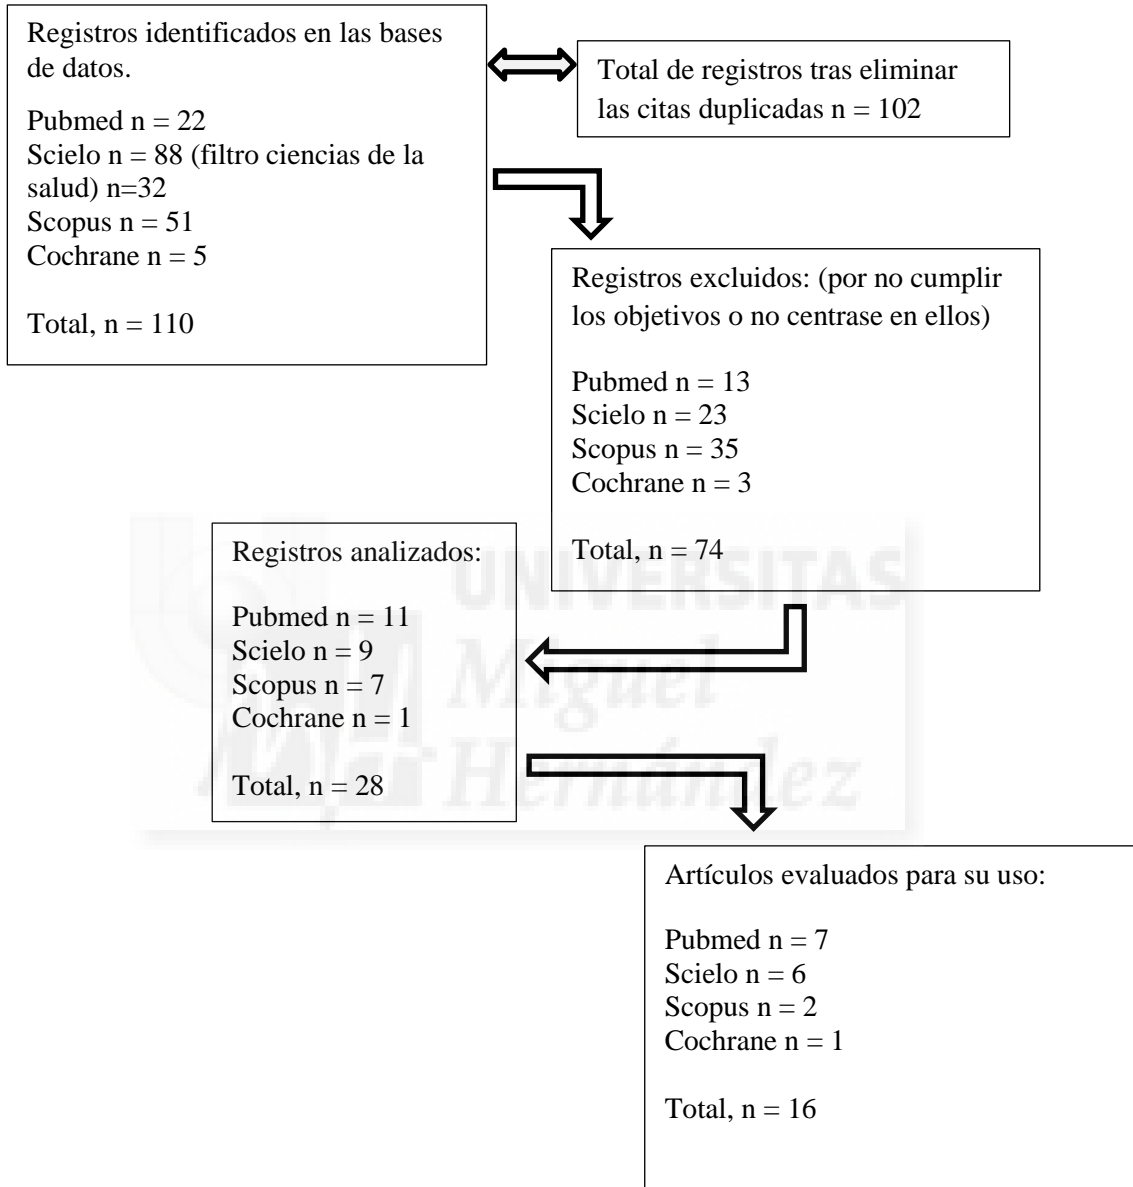 Registros identificados en las bases
de datos.
Pubmed n = 22
Scielo n = 88 (filtro ciencias de la
salud) n=32
Scopus n = 51
Cochrane n = 5
Total, n = 110
Total de registros tras eliminar
las citas duplicadas n = 102
Registros excluidos: (por no cumplir
los objetivos o no centrase en ellos)
Pubmed n = 13
Scielo n = 23
Scopus n = 35
Cochrane n = 3
Total, n = 74
Registros analizados:
Pubmed n = 11
Scielo n = 9
Scopus n = 7
Cochrane n = 1
Total, n = 28
UNIVERSITAS
Miguel
Hernández
Artículos evaluados para su uso:
Pubmed n = 7
Scielo n = 6
Scopus n = 2
Cochrane n = 1
Total, n = 16